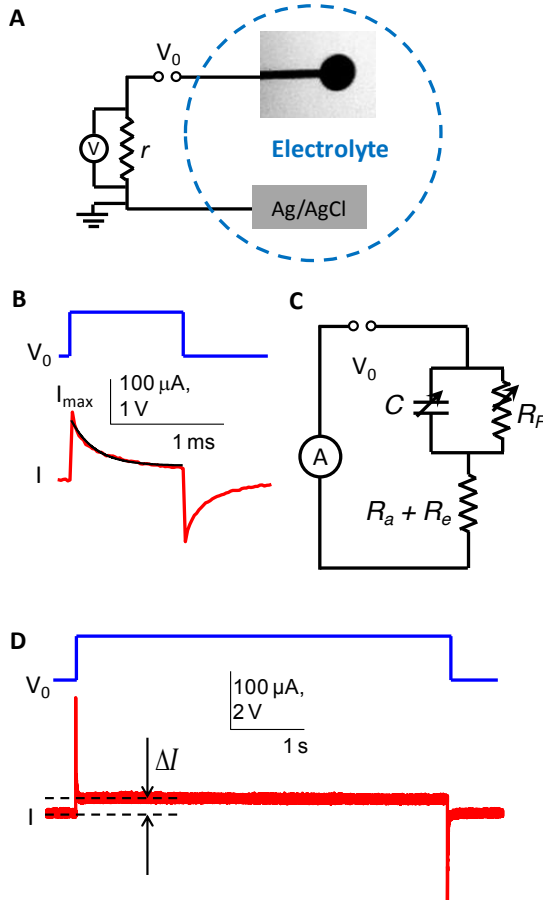 A
V0
V
r
Electrolyte
Ag/AgCl
B
V0
100 µA,
1 V
Imax
1 ms
I
C
V0
C
RP
A
Ra + Re
D
V0
100 µA,
2 V
1 s
ΔI
I